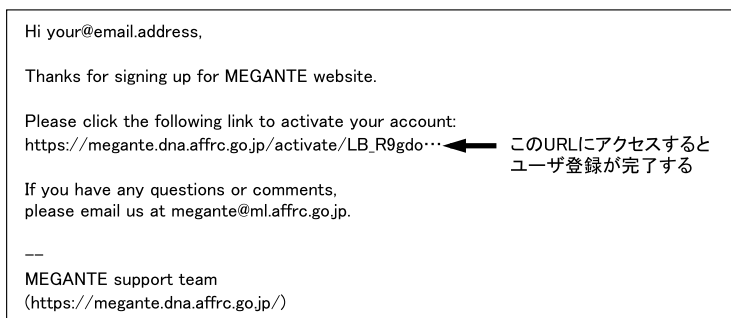 Hi your@email.address,
Thanks for signing up for MEGANTE website.
Please click the following link to activate your account:
https://megante.dna.affrc.go.jp/activate/LB_R9gdo…
このURLにアクセスすると
ユーザ登録が完了する
If you have any questions or comments,
please email us at megante@ml.affrc.go.jp.
--
MEGANTE support team
(https://megante.dna.affrc.go.jp/)